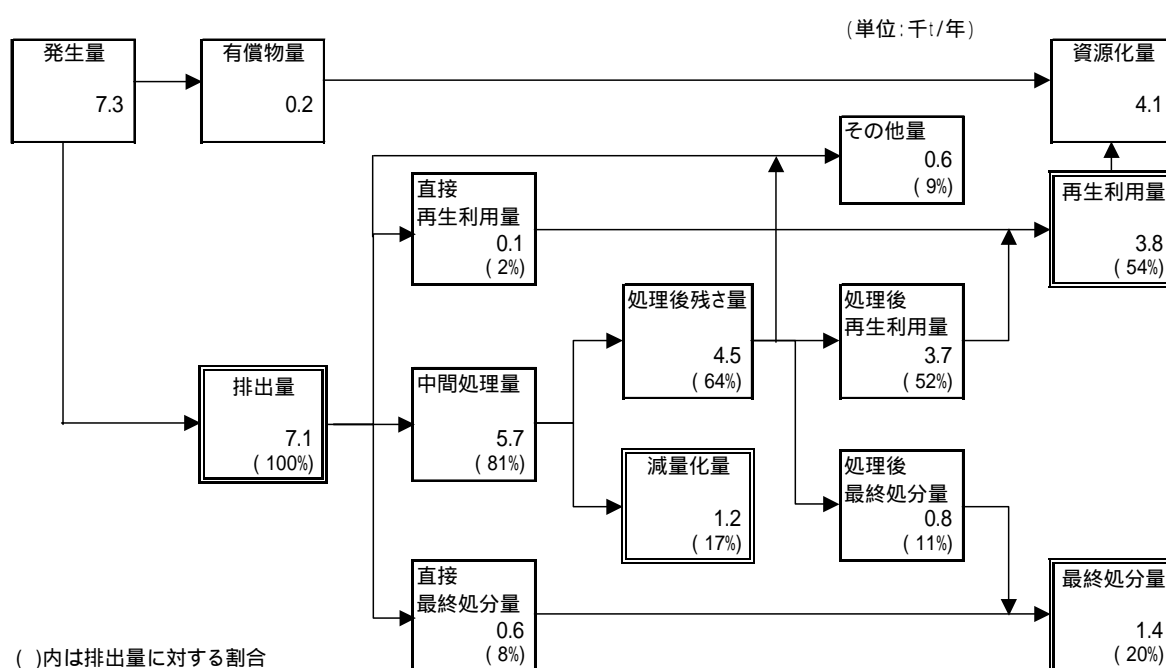 (単位:千t/年)
発生量
7.3
有償物量
0.2
資源化量
4.1
その他量
0.6
( 9%)
直接
再生利用量
0.1
( 2%)
再生利用量
3.8
( 54%)
処理後残さ量
4.5
( 64%)
処理後
再生利用量
3.7
( 52%)
排出量
7.1
( 100%)
中間処理量
5.7
( 81%)
減量化量
1.2
( 17%)
処理後
最終処分量
0.8
( 11%)
直接
最終処分量
0.6
( 8%)
最終処分量
1.4
( 20%)
( )内は排出量に対する割合